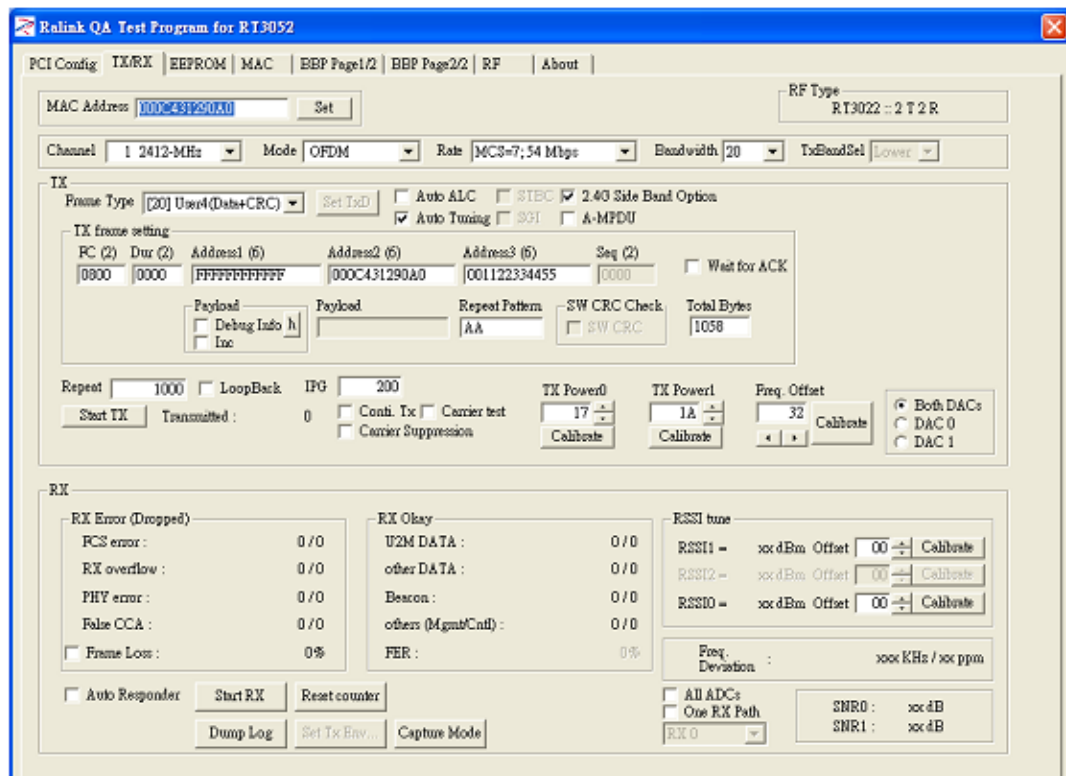 Ralink QA Test Program for RT3052
PCI Config TX/RX EEPROM MAC BBP Page1/2 BBP Page2/2 RF About
RF Type
MAC Address 000C431290A0 Set RT3022 :: 2 T 2 R
Channel 1 2412-MHz Mode OFDM Rate MCS=7; 54 Mbps Bandwidth 20 TxBandSel Lower
TX
Frame Type [20] User4(Data+CRC) Set TxD Auto ALC STBC 2.4G Side Band Option
Auto Tuning SGI A-MPDU
TX frame setting
FC (2) Dur (2) Address1 (6) Address2 (6) Address3 (6) Seq (2)
0800 0000 FFFFFFFFFFFF 000C431290A0 001122334455 0000 Wait for ACK
Payload Payload Repeat Pattern SW CRC Check Total Bytes
Debug Info h AA SW CRC 1058
Inc
Repeat 1000 LoopBack IPG 200 TX Power0 TX Power1 Freq. Offset
Start TX Transmitted : 0 Conti. Tx Carrier test 17 1A 32 Calibrate Both DACs
Carrier Suppression Calibrate Calibrate DAC 0
DAC 1
RX
RX Error (Dropped) RX Okay RSSI tune
FCS error : 0 / 0 U2M DATA : 0 / 0 RSSI1 = xx dBm Offset 00 Calibrate
RX overflow : 0 / 0 other DATA : 0 / 0 RSSI2 = xx dBm Offset 00 Calibrate
PHY error : 0 / 0 Beacon : 0 / 0 RSSI0 = xx dBm Offset 00 Calibrate
False CCA : 0 / 0 others (Mgmt/Cntl) : 0 / 0
Frame Loss : 0% FER : 0% Freq. Deviation : xxx KHz / xx ppm
Auto Responder Start RX Reset counter All ADCs SNR0 : xx dB
One RX Path SNR1 : xx dB
Dump Log Set Tx Env... Capture Mode RX 0